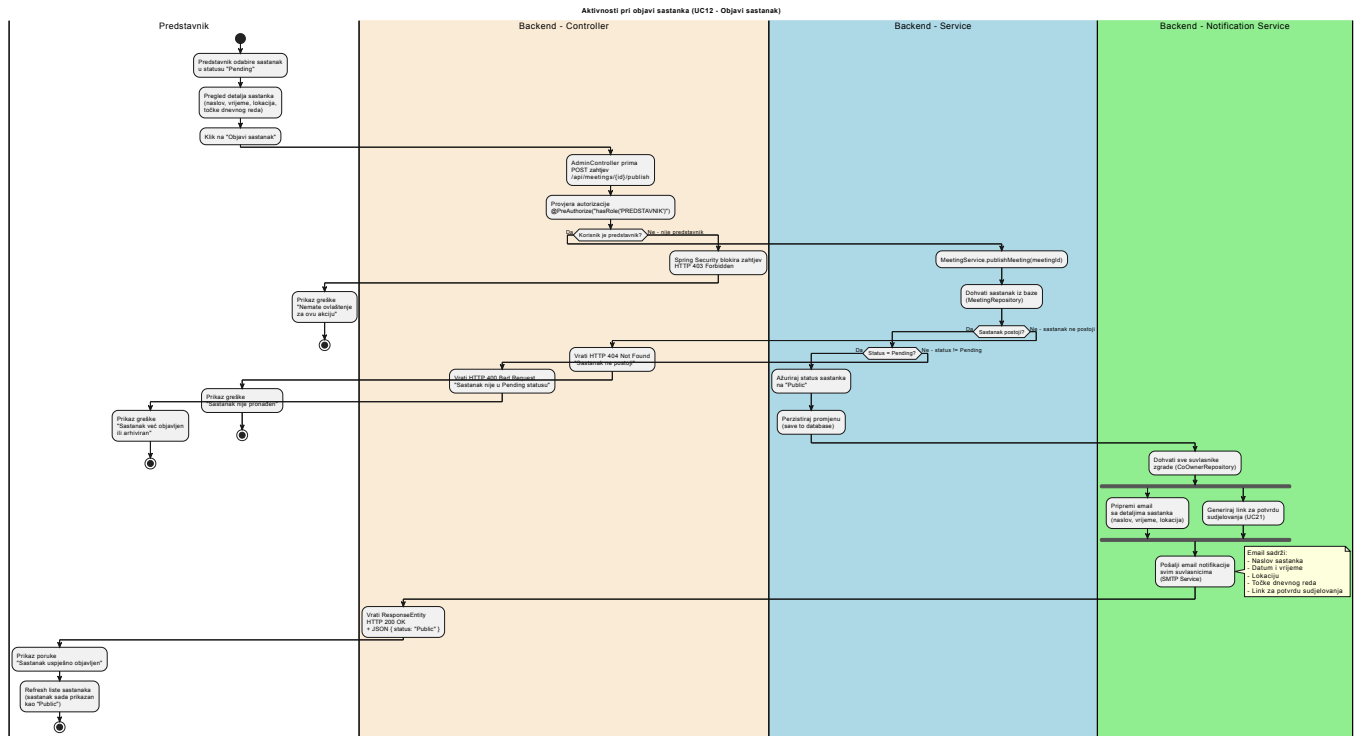 Aktivnosti pri objavi sastanka (UC12 - Objavi sastanak)
Predstavnik
Backend - Controller
Backend - Service
Backend - Notification Service
Predstavnik odabire sastanak
u statusu "Pending"
Pregled detalja sastanka
(naslov, vrijeme, lokacija,
točke dnevnog reda)
Klik na "Objavi sastanak"
AdminController prima
POST zahtjev
/api/meetings/{id}/publish
Provjera autorizacije
@PreAuthorize("hasRole('PREDSTAVNIK')")
Da
Korisnik je predstavnik?
Ne - nije predstavnik
Spring Security blokira zahtjev
HTTP 403 Forbidden
MeetingService.publishMeeting(meetingId)
Prikaz greške
"Nemate ovlaštenje
za ovu akciju"
Dohvati sastanak iz baze
(MeetingRepository)
Da
Sastanak postoji?
Ne - sastanak ne postoji
Vrati HTTP 404 Not Found
"Sastanak ne postoji"
Da
Status = Pending?
Ne - status != Pending
Vrati HTTP 400 Bad Request
"Sastanak nije u Pending statusu"
Ažuriraj status sastanka
na "Public"
Prikaz greške
"Sastanak nije pronađen"
Prikaz greške
"Sastanak već objavljen
ili arhiviran"
Perzistiraj promjenu
(save to database)
Dohvati sve suvlasnike
zgrade (CoOwnerRepository)
Pripremi email
sa detaljima sastanka
(naslov, vrijeme, lokacija)
Generiraj link za potvrdu
sudjelovanja (UC21)
Pošalji email notifikacije
svim suvlasnicima
(SMTP Service)
Email sadrži:
- Naslov sastanka
- Datum i vrijeme
- Lokaciju
- Točke dnevnog reda
- Link za potvrdu sudjelovanja
Vrati ResponseEntity
HTTP 200 OK
+ JSON { status: "Public" }
Prikaz poruke
"Sastanak uspješno objavljen"
Refresh liste sastanaka
(sastanak sada prikazan
kao "Public")